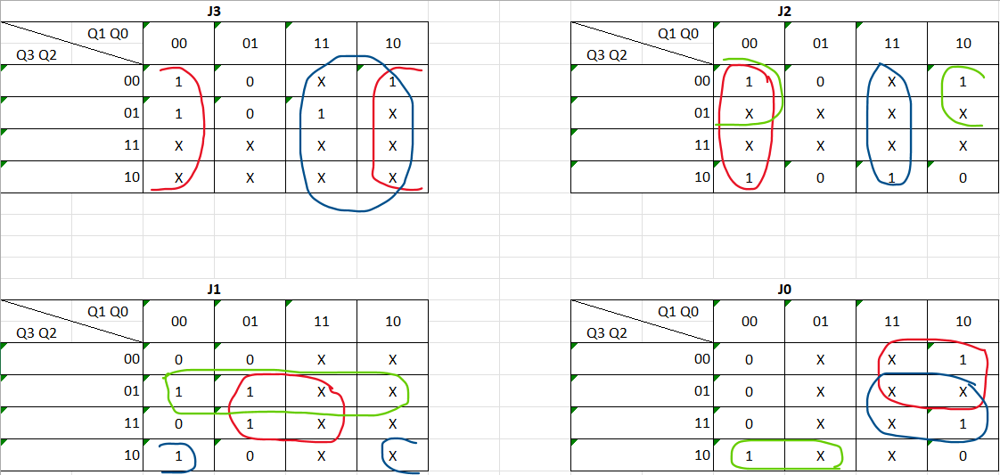 J3 J2
Q1 Q0 00 01 11 10 Q1 Q0 00 01 11 10
Q3 Q2 Q3 Q2
00 1 0 X 1 00 1 0 X 1
01 1 0 1 X 01 X X X X
11 X X X X 11 X X X X
10 X X X X 10 1 0 1 0
J1 J0
Q1 Q0 00 01 11 10 Q1 Q0 00 01 11 10
Q3 Q2 Q3 Q2
00 0 0 X X 00 0 X X 1
01 1 1 X X 01 0 X X X
11 0 1 X X 11 0 X X 1
10 1 0 X X 10 1 X X 0